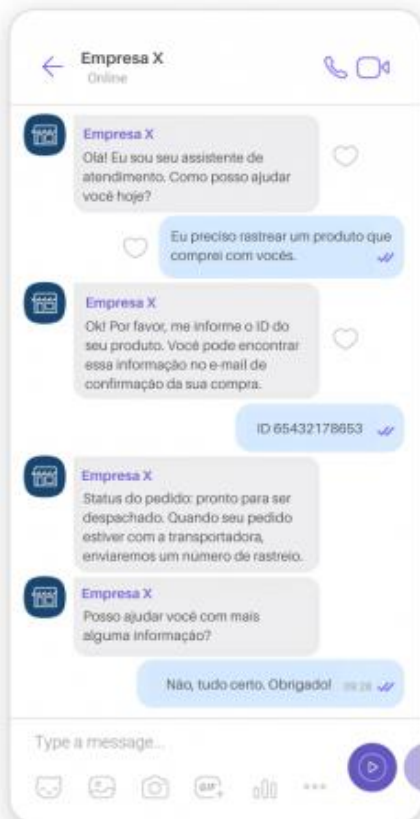 Empresa X
Online
Empresa X
Olá! Eu sou seu assistente de
atendimento. Como posso ajudar
você hoje?
Eu preciso rastrear um produto que
comprei com vocês.
Empresa X
Ok! Por favor, me informe o ID do
seu produto. Você pode encontrar
essa informação no e-mail de
confirmação da sua compra.
ID 65432178653
Empresa X
Status do pedido: pronto para ser
despachado. Quando seu pedido
estiver com a transportadora,
enviaremos um número de rastreio.
Empresa X
Posso ajudar você com mais
alguma informação?
Não, tudo certo. Obrigado!
Type a message...
GIF